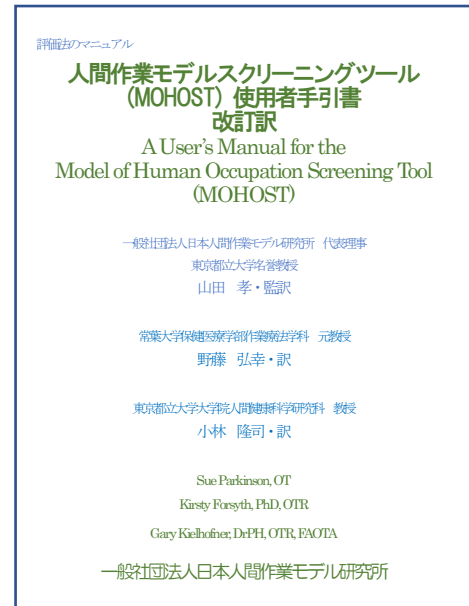 評価法のマニュアル
人間作業モデルスクリーニングツール
(MOHOST) 使用者手引書
改訂訳
A User's Manual for the
Model of Human Occupation Screening Tool
(MOHOST)
一般社団法人日本人間作業モデル研究所 代表理事
東京都立大学名誉教授
山田 孝・監訳
常葉大学保健医療学部作業療法学科 元教授
野藤 弘幸・訳
東京都立大学大学院人間健康科学研究科 教授
小林 隆司・訳
Sue Parkinson, OT
Kirsty Forsyth, PhD, OTR
Gary Kielhofner, DrPH, OTR, FAOTA
一般社団法人日本人間作業モデル研究所